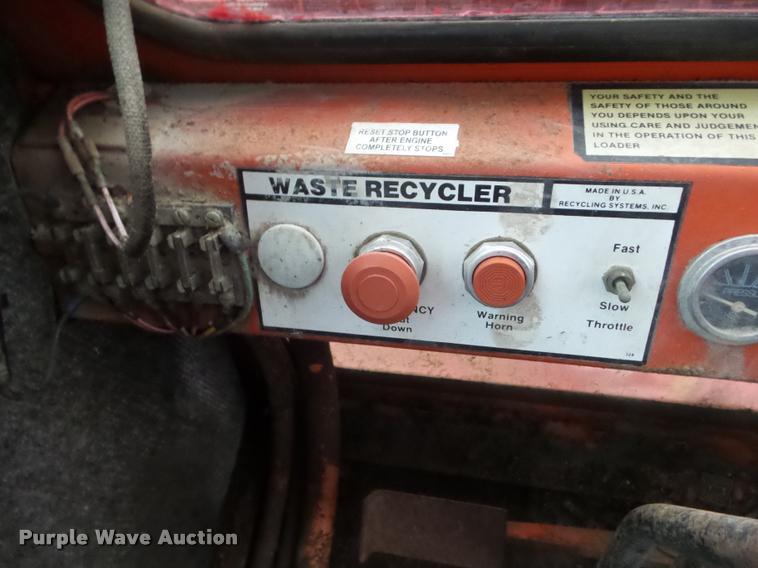 YOUR SAFETY AND THE
SAFETY OF THOSE AROUND
YOU DEPENDS UPON YOUR
USING CARE AND JUDGEMEN
IN THE OPERATION OF THIS
LOADER
RESET STOP BUTTON
AFTER ENGINE
COMPLETELY STOPS
WASTE RECYCLER
MADE IN U.S.A.
BY
RECYCLING SYSTEMS, INC.
Fast
Slow
Throttle
Warning
Horn
Down
Purple Wave Auction